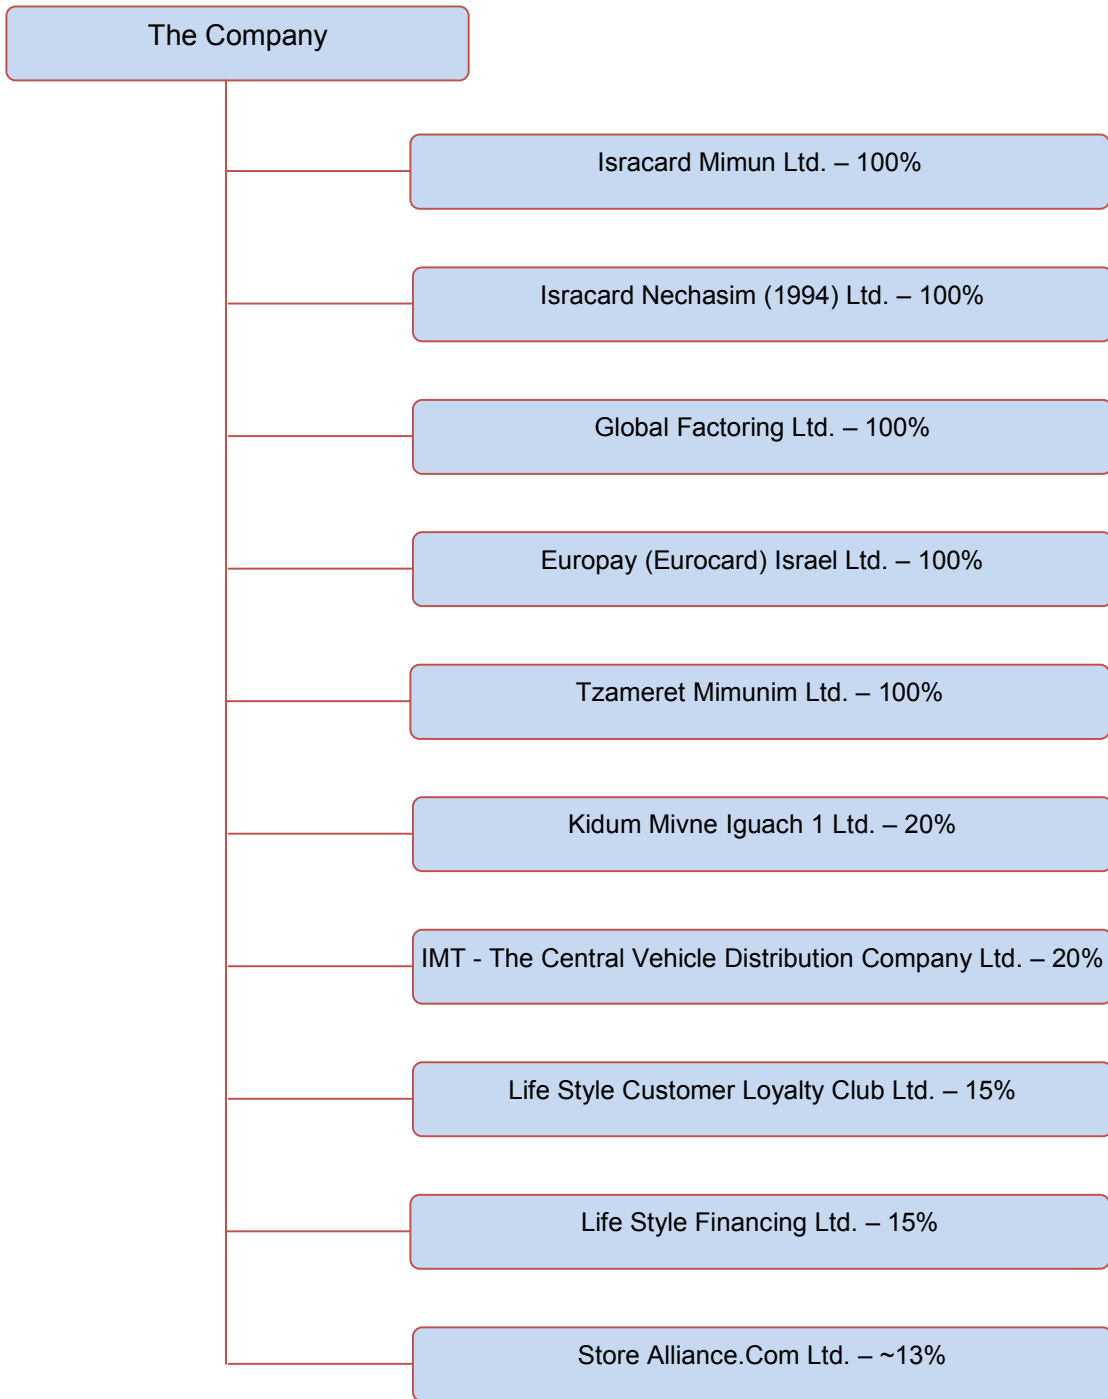 The Company
Isracard Mimun Ltd. – 100%
Isracard Nechasim (1994) Ltd. – 100%
Global Factoring Ltd. – 100%
Europay (Eurocard) Israel Ltd. – 100%
Tzameret Mimunim Ltd. – 100%
Kidum Mivne Iguach 1 Ltd. – 20%
IMT - The Central Vehicle Distribution Company Ltd. – 20%
Life Style Customer Loyalty Club Ltd. – 15%
Life Style Financing Ltd. – 15%
Store Alliance.Com Ltd. – ~13%